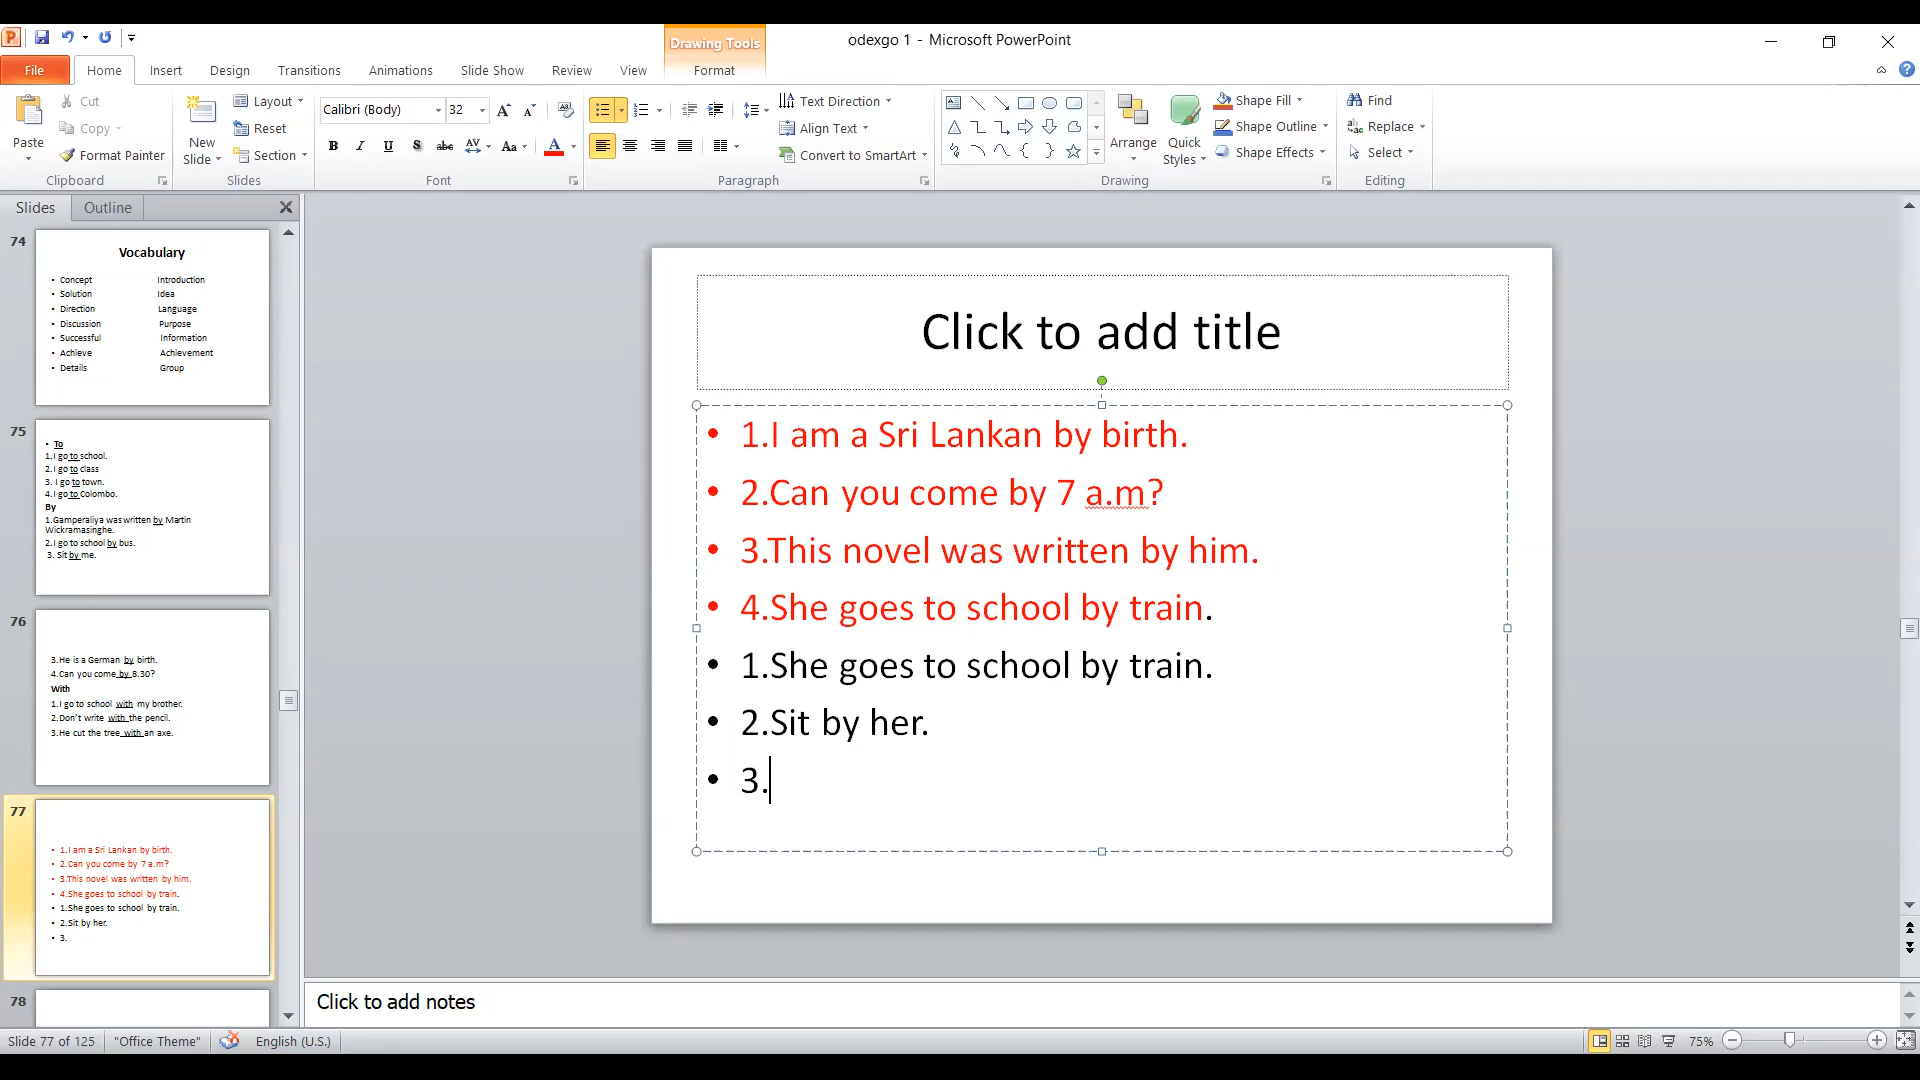 odexgo 1 - Microsoft PowerPoint
Drawing Tools
File Home Insert Design Transitions Animations Slide Show Review View Format
Paste
Cut
Copy
Format Painter
Clipboard
New
Slide
Layout
Reset
Section
Slides
Calibri (Body) 32
B I U S abc AV Aa A
Font
Text Direction
Align Text
Convert to SmartArt
Paragraph
Arrange
Quick
Styles
Shape Fill
Shape Outline
Shape Effects
Drawing
Find
Replace
Select
Editing
Slides Outline
74
Vocabulary
• Concept Introduction
• Solution Idea
• Direction Language
• Discussion Purpose
• Successful Information
• Achieve Achievement
• Details Group
75
• To
1.I go to school.
2.I go to class
3. I go to town.
4.I go to Colombo.
By
1.Gamperaliya was written by Martin
Wickramasinghe.
2.I go to school by bus.
3. Sit by me.
76
3.He is a German by birth.
4.Can you come by 8.30?
With
1.I go to school with my brother.
2.Don't write with the pencil.
3.He cut the tree with an axe.
77
• 1.I am a Sri Lankan by birth.
• 2.Can you come by 7 a.m?
• 3.This novel was written by him.
• 4.She goes to school by train.
• 1.She goes to school by train.
• 2.Sit by her.
• 3.
78
Click to add title
• 1.I am a Sri Lankan by birth.
• 2.Can you come by 7 a.m?
• 3.This novel was written by him.
• 4.She goes to school by train.
• 1.She goes to school by train.
• 2.Sit by her.
• 3.
Click to add notes
Slide 77 of 125 "Office Theme" English (U.S.) 75%